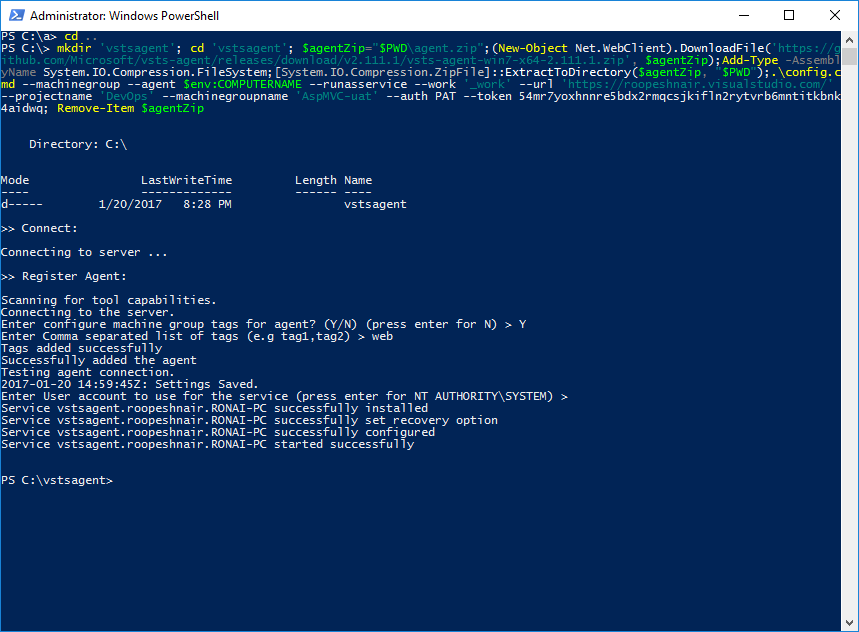 Administrator: Windows PowerShell
PS C:\a> cd ..
PS C:\> mkdir 'vstsagent'; cd 'vstsagent'; $agentZip="$PWD\agent.zip";(New-Object Net.WebClient).DownloadFile('https://g
ithub.com/Microsoft/vsts-agent/releases/download/v2.111.1/vsts-agent-win7-x64-2.111.1.zip', $agentZip);Add-Type -Assembl
yName System.IO.Compression.FileSystem;[System.IO.Compression.ZipFile]::ExtractToDirectory($agentZip, "$PWD");.\config.c
md --machinegroup --agent $env:COMPUTERNAME --runasservice --work '_work' --url 'https://roopeshnair.visualstudio.com/'
--projectname 'DevOps' --machinegroupname 'AspMVC-uat' --auth PAT --token 54mr7yoxhnnre5bdx2rmqcsjkifln2rytvrb6mntitkbnk
4aidwq; Remove-Item $agentZip
Directory: C:\
Mode LastWriteTime Length Name
---- ------------- ------ ----
d----- 1/20/2017 8:28 PM vstsagent
>> Connect:
Connecting to server ...
>> Register Agent:
Scanning for tool capabilities.
Connecting to the server.
Enter configure machine group tags for agent? (Y/N) (press enter for N) > Y
Enter Comma separated list of tags (e.g tag1,tag2) > web
Tags added successfully
Successfully added the agent
Testing agent connection.
2017-01-20 14:59:45Z: Settings Saved.
Enter User account to use for the service (press enter for NT AUTHORITY\SYSTEM) >
Service vstsagent.roopeshnair.RONAI-PC successfully installed
Service vstsagent.roopeshnair.RONAI-PC successfully set recovery option
Service vstsagent.roopeshnair.RONAI-PC successfully configured
Service vstsagent.roopeshnair.RONAI-PC started successfully
PS C:\vstsagent>